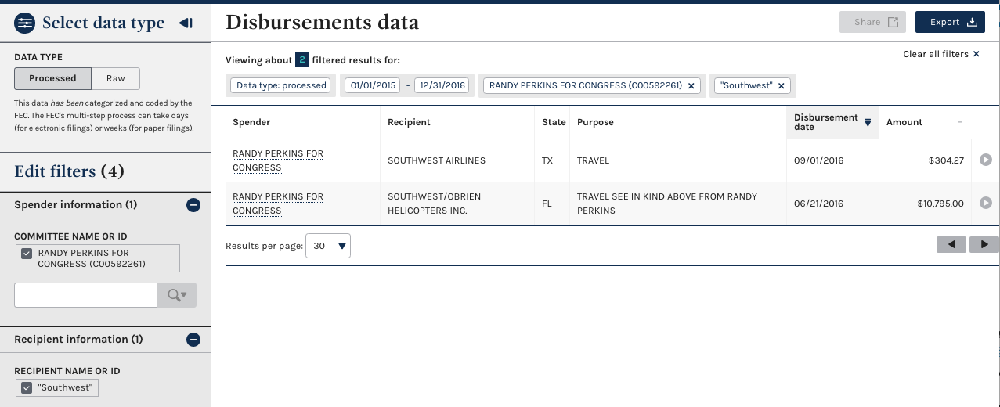 Select data type
DATA TYPE
Processed
Raw
This data has been categorized and coded by the
FEC. The FEC's multi-step process can take days
(for electronic filings) or weeks (for paper filings).
Edit filters (4)
Spender information (1)
COMMITTEE NAME OR ID
RANDY PERKINS FOR
CONGRESS (C00592261)
Recipient information (1)
RECIPIENT NAME OR ID
"Southwest"
Disbursements data
Share
Export
Viewing about 2 filtered results for:
Clear all filters ×
Data type: processed 01/01/2015 - 12/31/2016 RANDY PERKINS FOR CONGRESS (C00592261) × "Southwest" ×
Spender Recipient State Purpose Disbursement date Amount –
RANDY PERKINS FOR CONGRESS SOUTHWEST AIRLINES TX TRAVEL 09/01/2016 $304.27
RANDY PERKINS FOR CONGRESS SOUTHWEST/OBRIEN HELICOPTERS INC. FL TRAVEL SEE IN KIND ABOVE FROM RANDY PERKINS 06/21/2016 $10,795.00
Results per page: 30